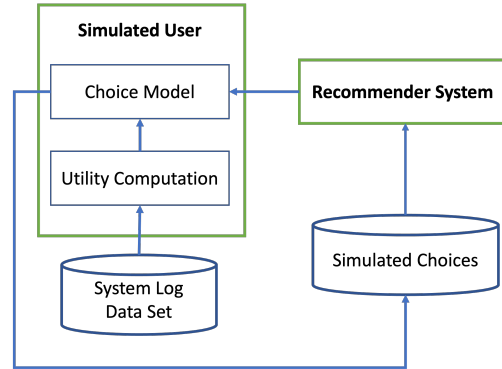 Simulated User
Choice Model
Recommender System
Utility Computation
Simulated Choices
System Log
Data Set